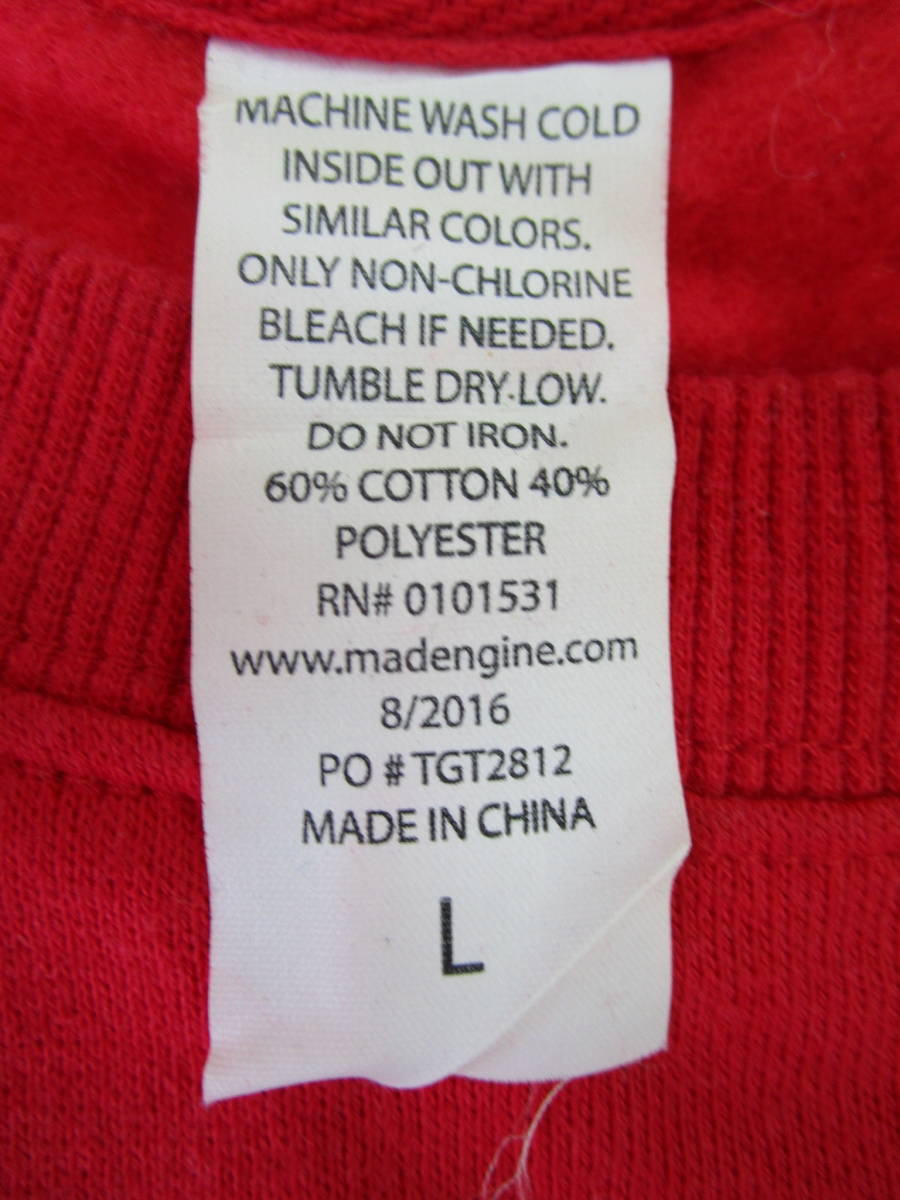 MACHINE WASH COLD
INSIDE OUT WITH
SIMILAR COLORS.
ONLY NON-CHLORINE
BLEACH IF NEEDED.
TUMBLE DRY LOW.
DO NOT IRON.
60% COTTON 40%
POLYESTER
RN# 0101531
www.madengine.com
8/2016
PO # TGT2812
MADE IN CHINA
L